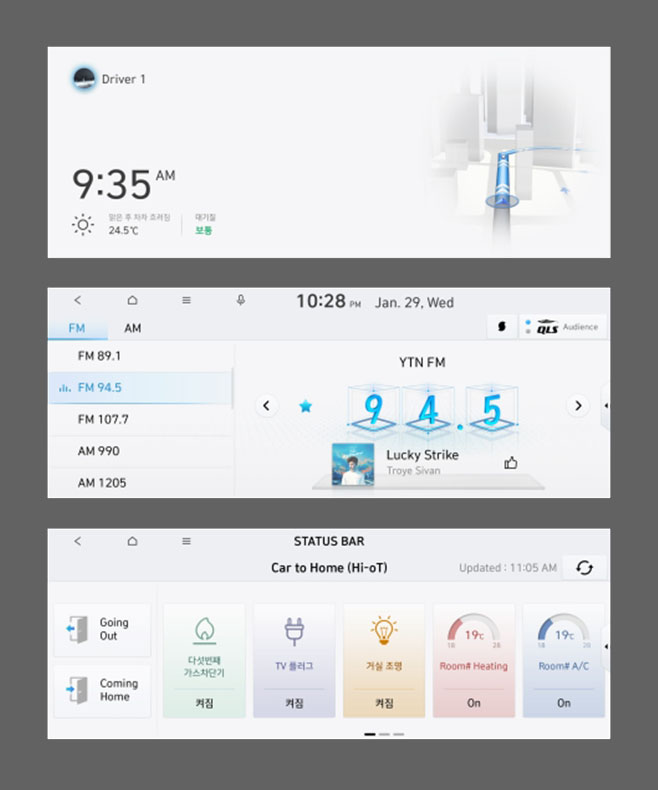 Driver 1
9:35 AM
맑은 후 차차 흐려짐
대기질
24.5℃
보통
10:28 PM Jan. 29, Wed
FM AM
QLS Audience
FM 89.1
YTN FM
FM 94.5
94.5
FM 107.7
AM 990
Lucky Strike
Troye Sivan
AM 1205
STATUS BAR
Car to Home (Hi-oT)
Updated : 11:05 AM
Going
Out
Coming
Home
다섯번째
가스차단기
켜짐
TV 플러그
켜짐
거실 조명
켜짐
19℃
18 28
Room# Heating
On
19℃
18 28
Room# A/C
On